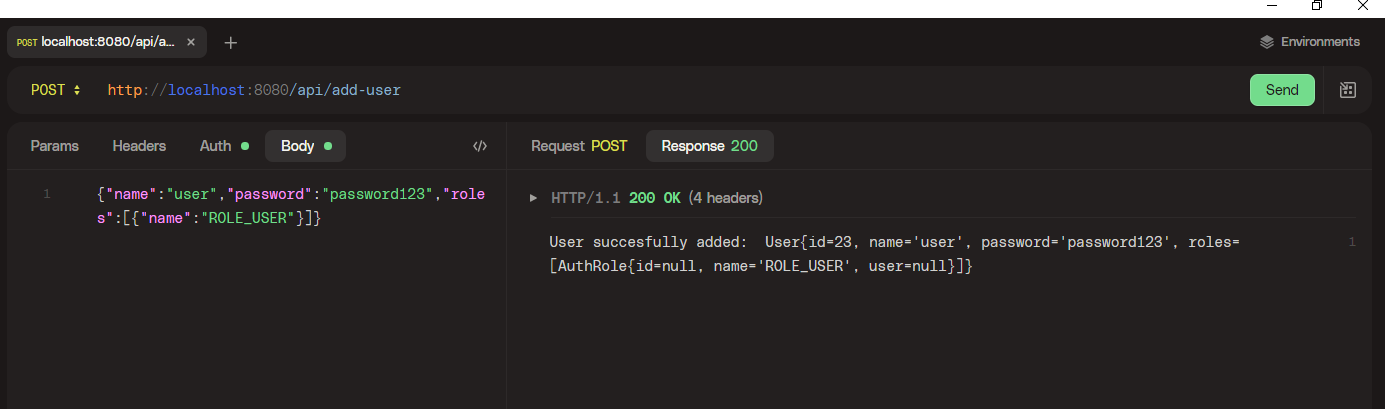 POST localhost:8080/api/a...
Environments
POST http://localhost:8080/api/add-user
Send
Params Headers Auth Body </>
Request POST Response 200
1 {"name":"user","password":"password123","role
s":[{"name":"ROLE_USER"}]}
HTTP/1.1 200 OK (4 headers)
User succesfully added:  User{id=23, name='user', password='password123', roles= 1
[AuthRole{id=null, name='ROLE_USER', user=null}]}